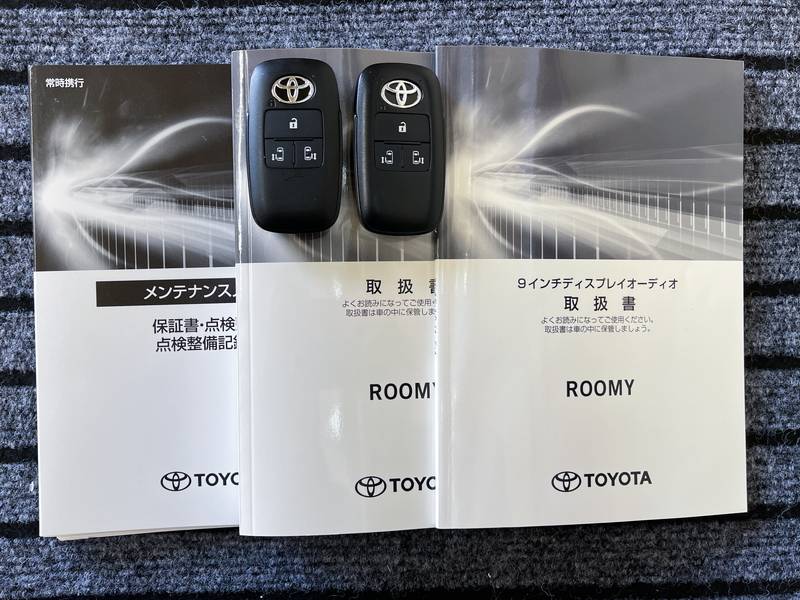 常時携行
メンテナンス
保証書・点検
点検整備記録
TOYO
取扱
よくお読みになってご使用
取扱書は車の中に保管しま
ROOMY
TOYO
9インチディスプレイオーディオ
取扱書
よくお読みになってご使用ください。
取扱書は車の中に保管しましょう。
ROOMY
TOYOTA